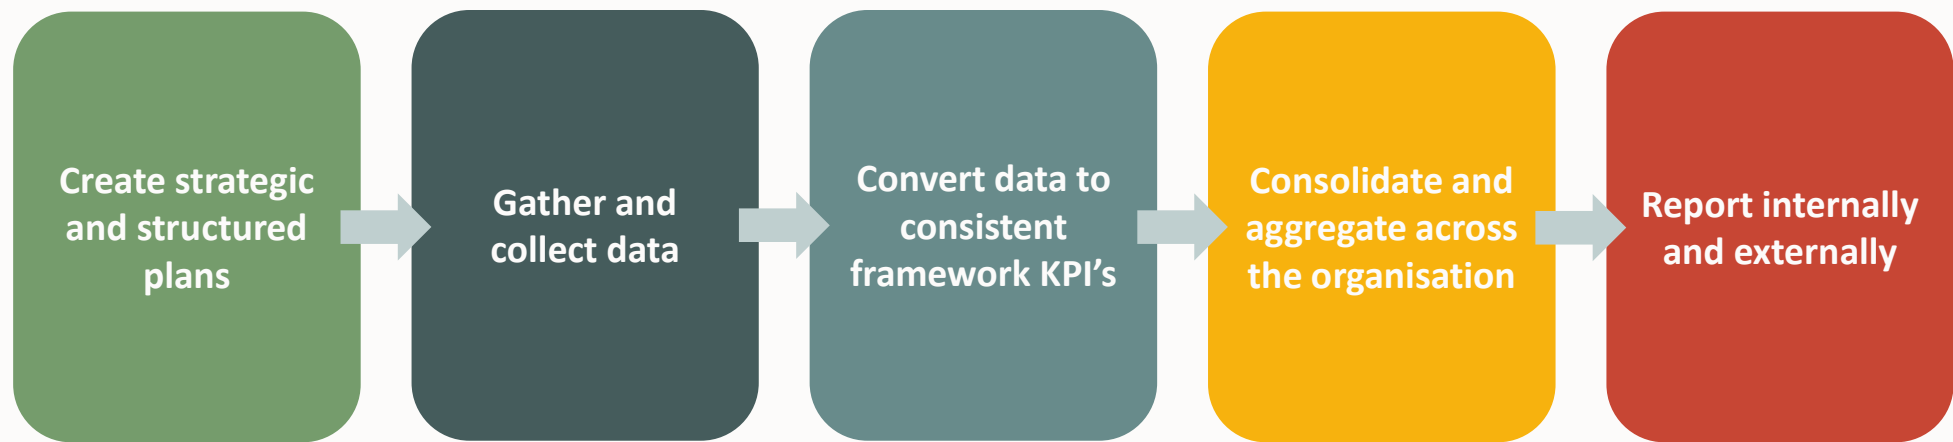 Create strategic
and structured
plans
Gather and
collect data
Convert data to
consistent
framework KPI’s
Consolidate and
aggregate across
the organisation
Report internally
and externally